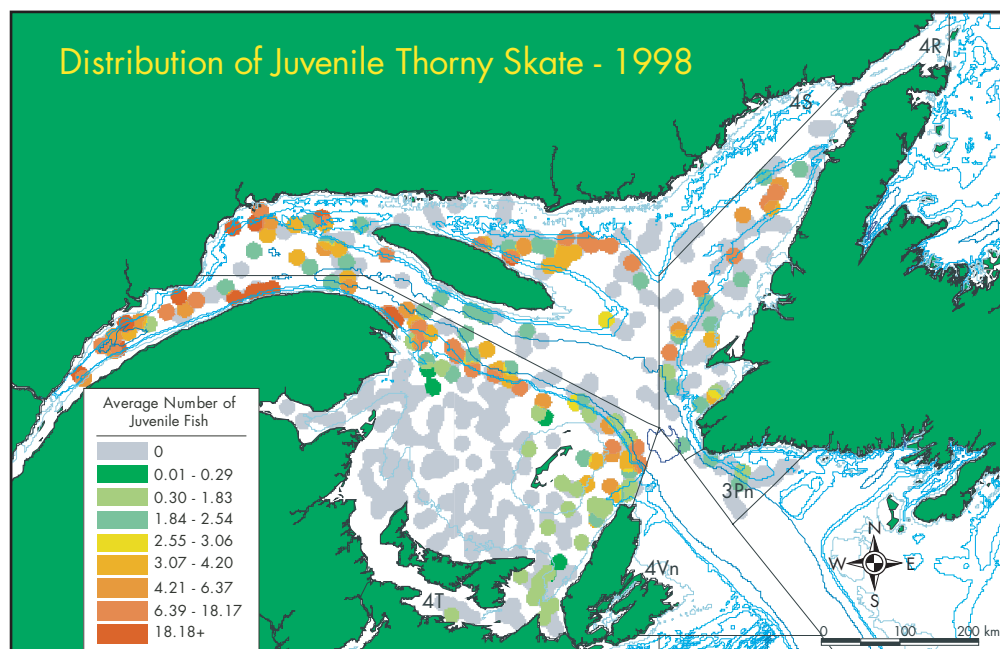 Distribution of Juvenile Thorny Skate - 1998
4R
4S
3Pn
4Vn
4T
Average Number of
Juvenile Fish
0
0.01 - 0.29
0.30 - 1.83
1.84 - 2.54
2.55 - 3.06
3.07 - 4.20
4.21 - 6.37
6.39 - 18.17
18.18+
N
W E
S
0 100 200 km